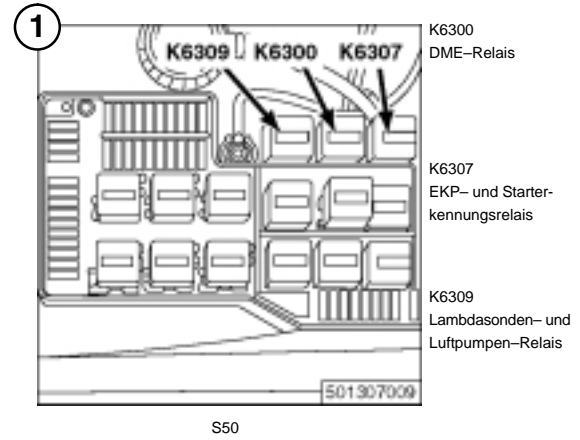 1
K6309 K6300 K6307
K6300
DME–Relais
K6307
EKP– und Starter-
kennungsrelais
K6309
Lambdasonden– und
Luftpumpen–Relais
501307009
S50